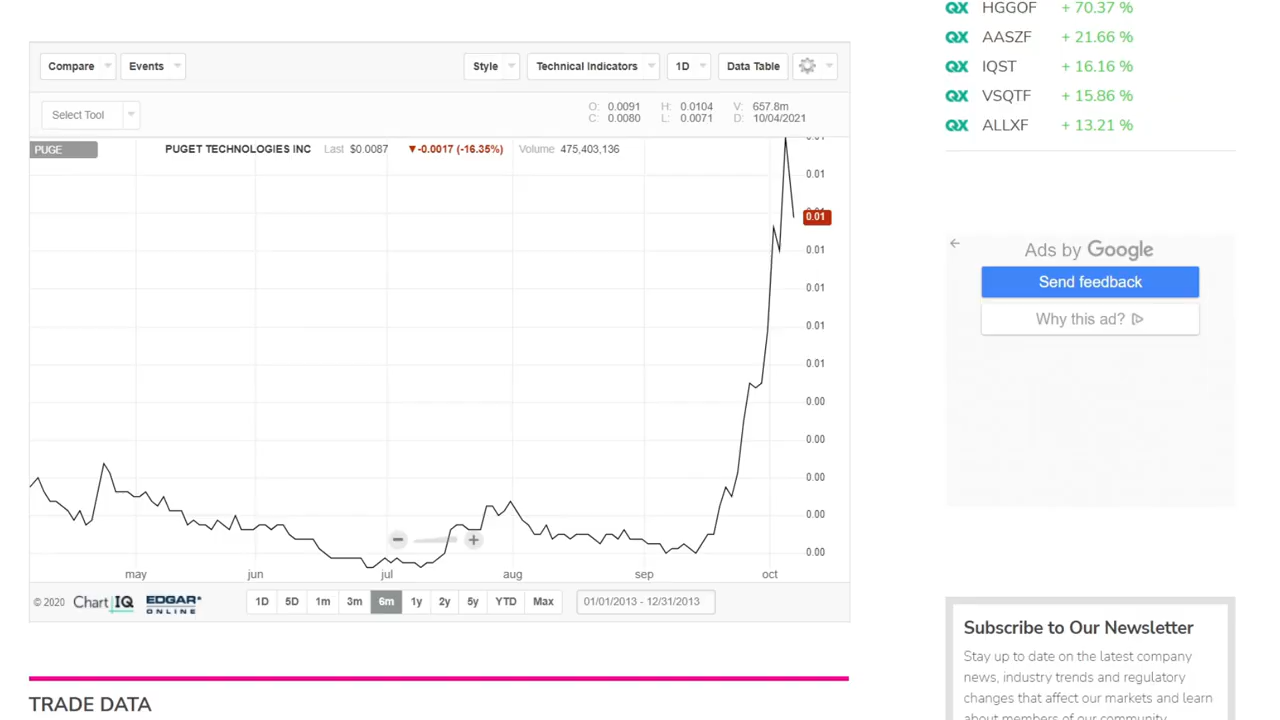 QX HGGOF + 70.37 %
QX AASZF + 21.66 %
QX IQST + 16.16 %
QX VSQTF + 15.86 %
QX ALLXF + 13.21 %
Compare Events Style Technical Indicators 1D Data Table
Select Tool O: 0.0091 H: 0.0104 V: 657.8m
C: 0.0080 L: 0.0071 D: 10/04/2021
PUGE PUGET TECHNOLOGIES INC Last $0.0087 ▼-0.0017 (-16.35%) Volume 475,403,136
0.01
0.01
0.01
0.01
0.01
0.01
0.01
0.00
0.00
0.00
0.00
0.00
may jun jul aug sep oct
© 2020 Chart IQ EDGAR ONLINE 1D 5D 1m 3m 6m 1y 2y 5y YTD Max 01/01/2013 - 12/31/2013
TRADE DATA
Ads by Google
Send feedback
Why this ad?
Subscribe to Our Newsletter
Stay up to date on the latest company
news, industry trends and regulatory
changes that affect our markets and learn
about members of our community